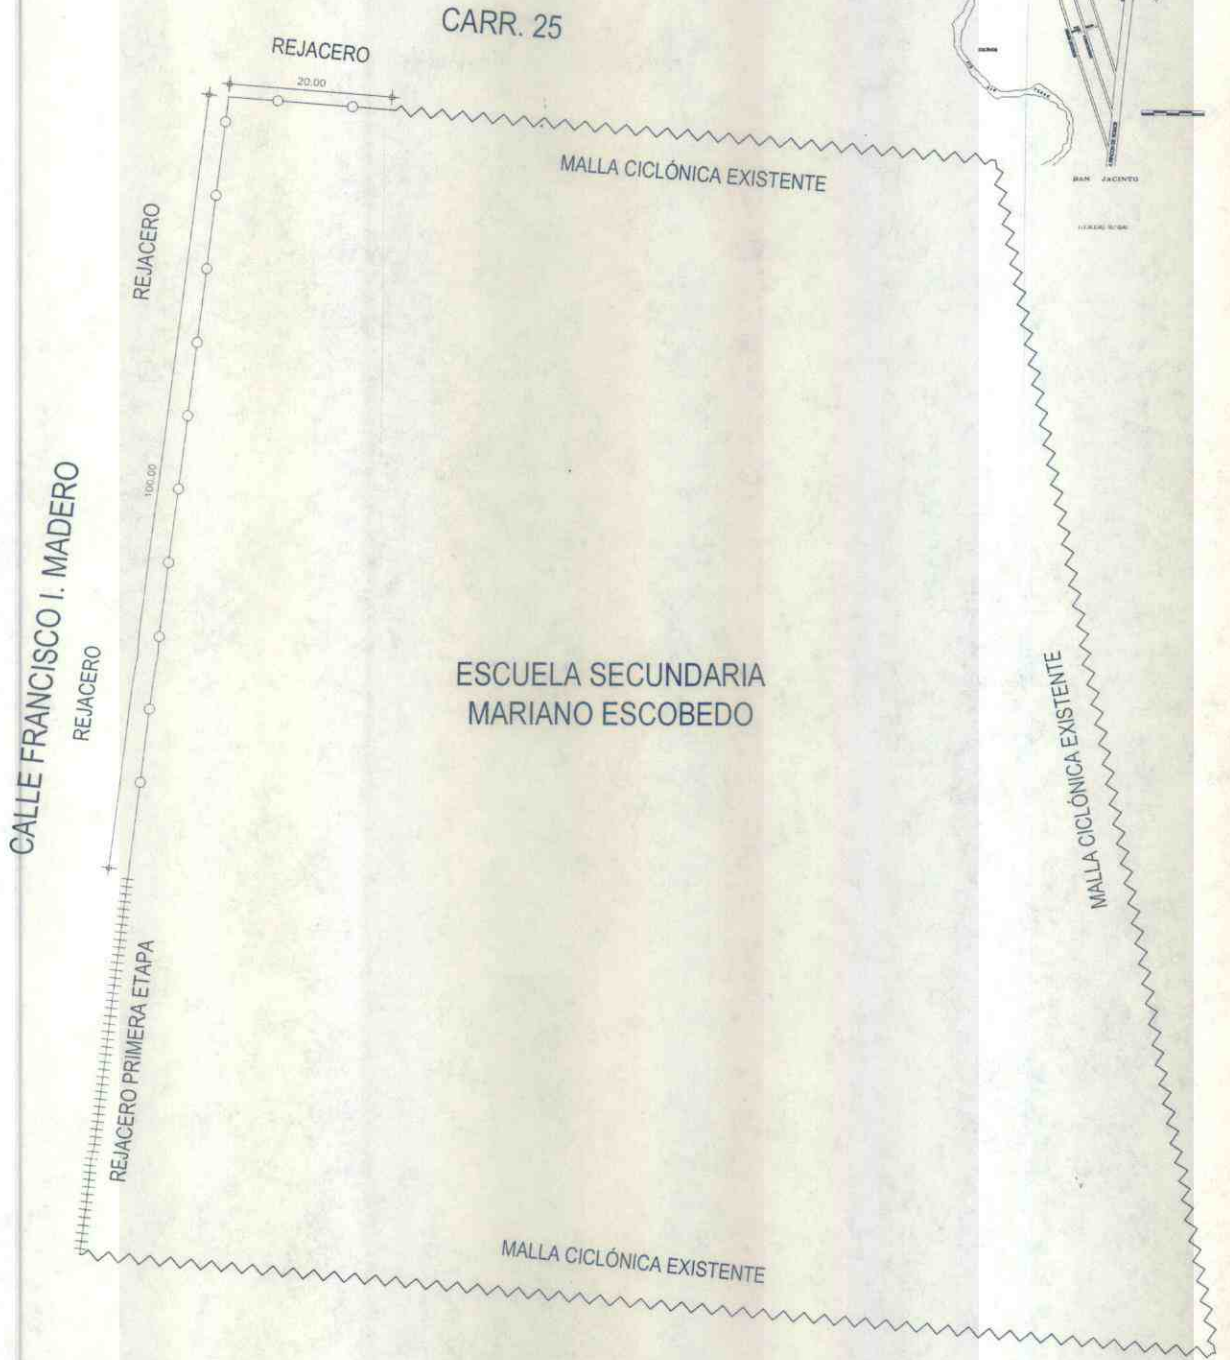 CARR. 25
REJACERO
20.00
MALLA CICLÓNICA EXISTENTE
SAN JACINTO
REJACERO
100.00
CALLE FRANCISCO I. MADERO
REJACERO
ESCUELA SECUNDARIA
MARIANO ESCOBEDO
MALLA CICLÓNICA EXISTENTE
REJACERO PRIMERA ETAPA
MALLA CICLÓNICA EXISTENTE